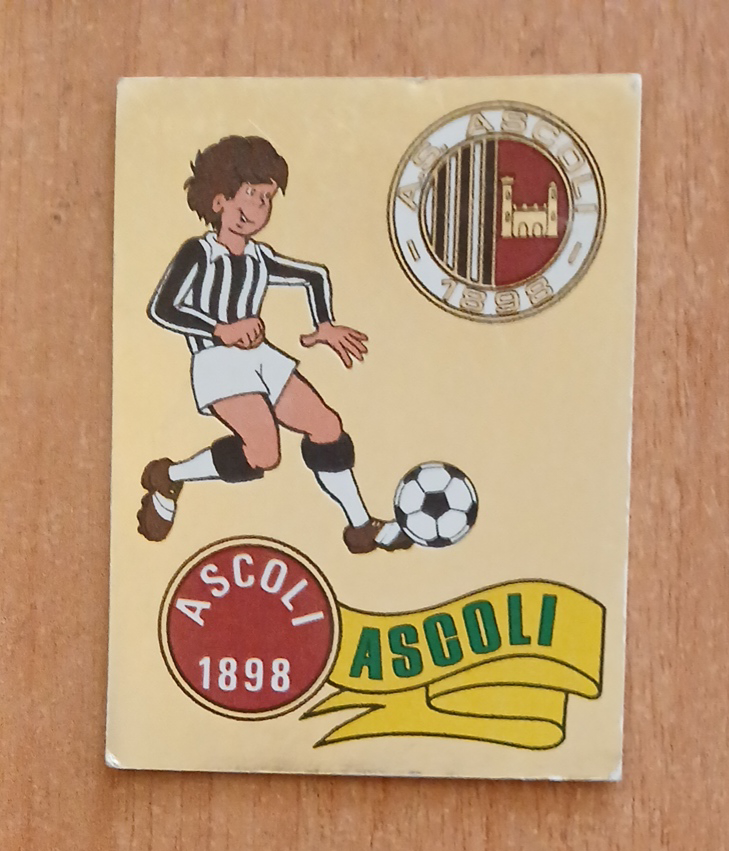 A.S. ASCOLI
- 1898 -
ASCOLI
1898
ASCOLI